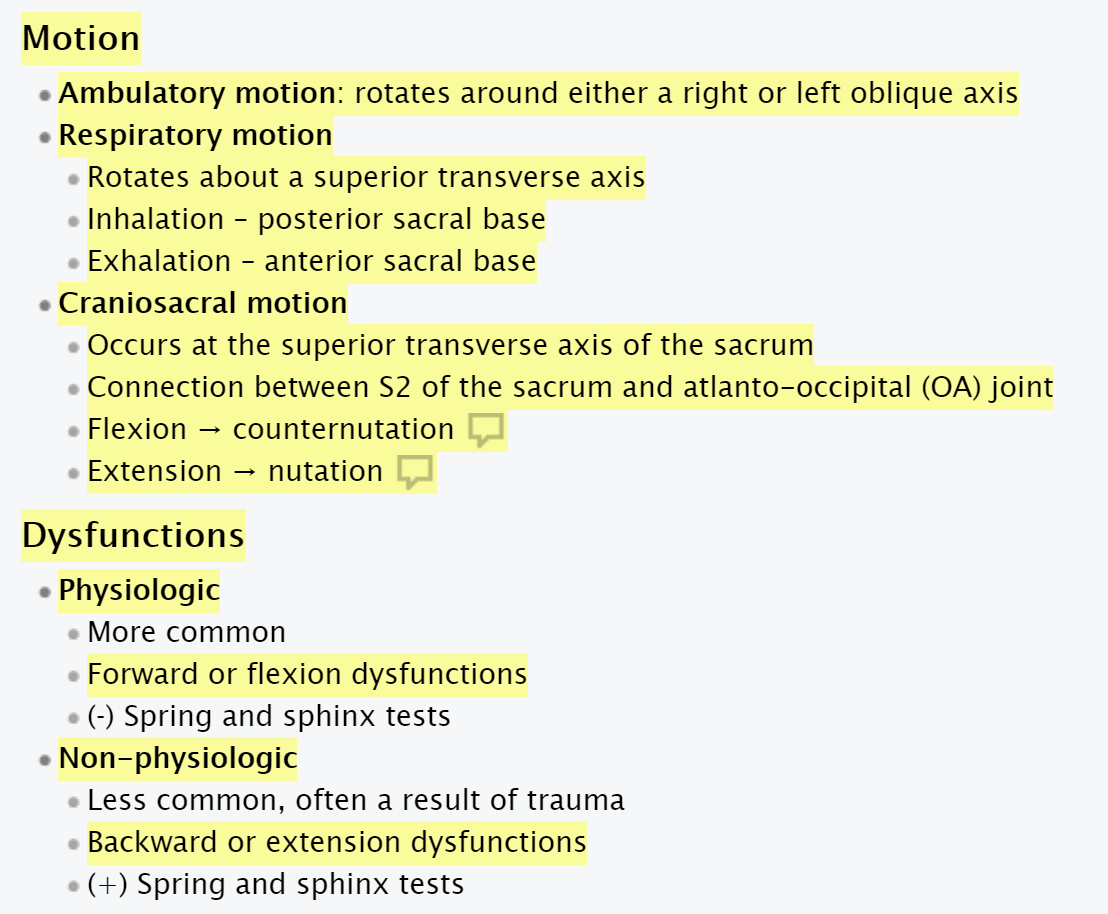 Motion
Ambulatory motion: rotates around either a right or left oblique axis
Respiratory motion
Rotates about a superior transverse axis
Inhalation – posterior sacral base
Exhalation – anterior sacral base
Craniosacral motion
Occurs at the superior transverse axis of the sacrum
Connection between S2 of the sacrum and atlanto-occipital (OA) joint
Flexion → counternutation
Extension → nutation
Dysfunctions
Physiologic
More common
Forward or flexion dysfunctions
(-) Spring and sphinx tests
Non-physiologic
Less common, often a result of trauma
Backward or extension dysfunctions
(+) Spring and sphinx tests